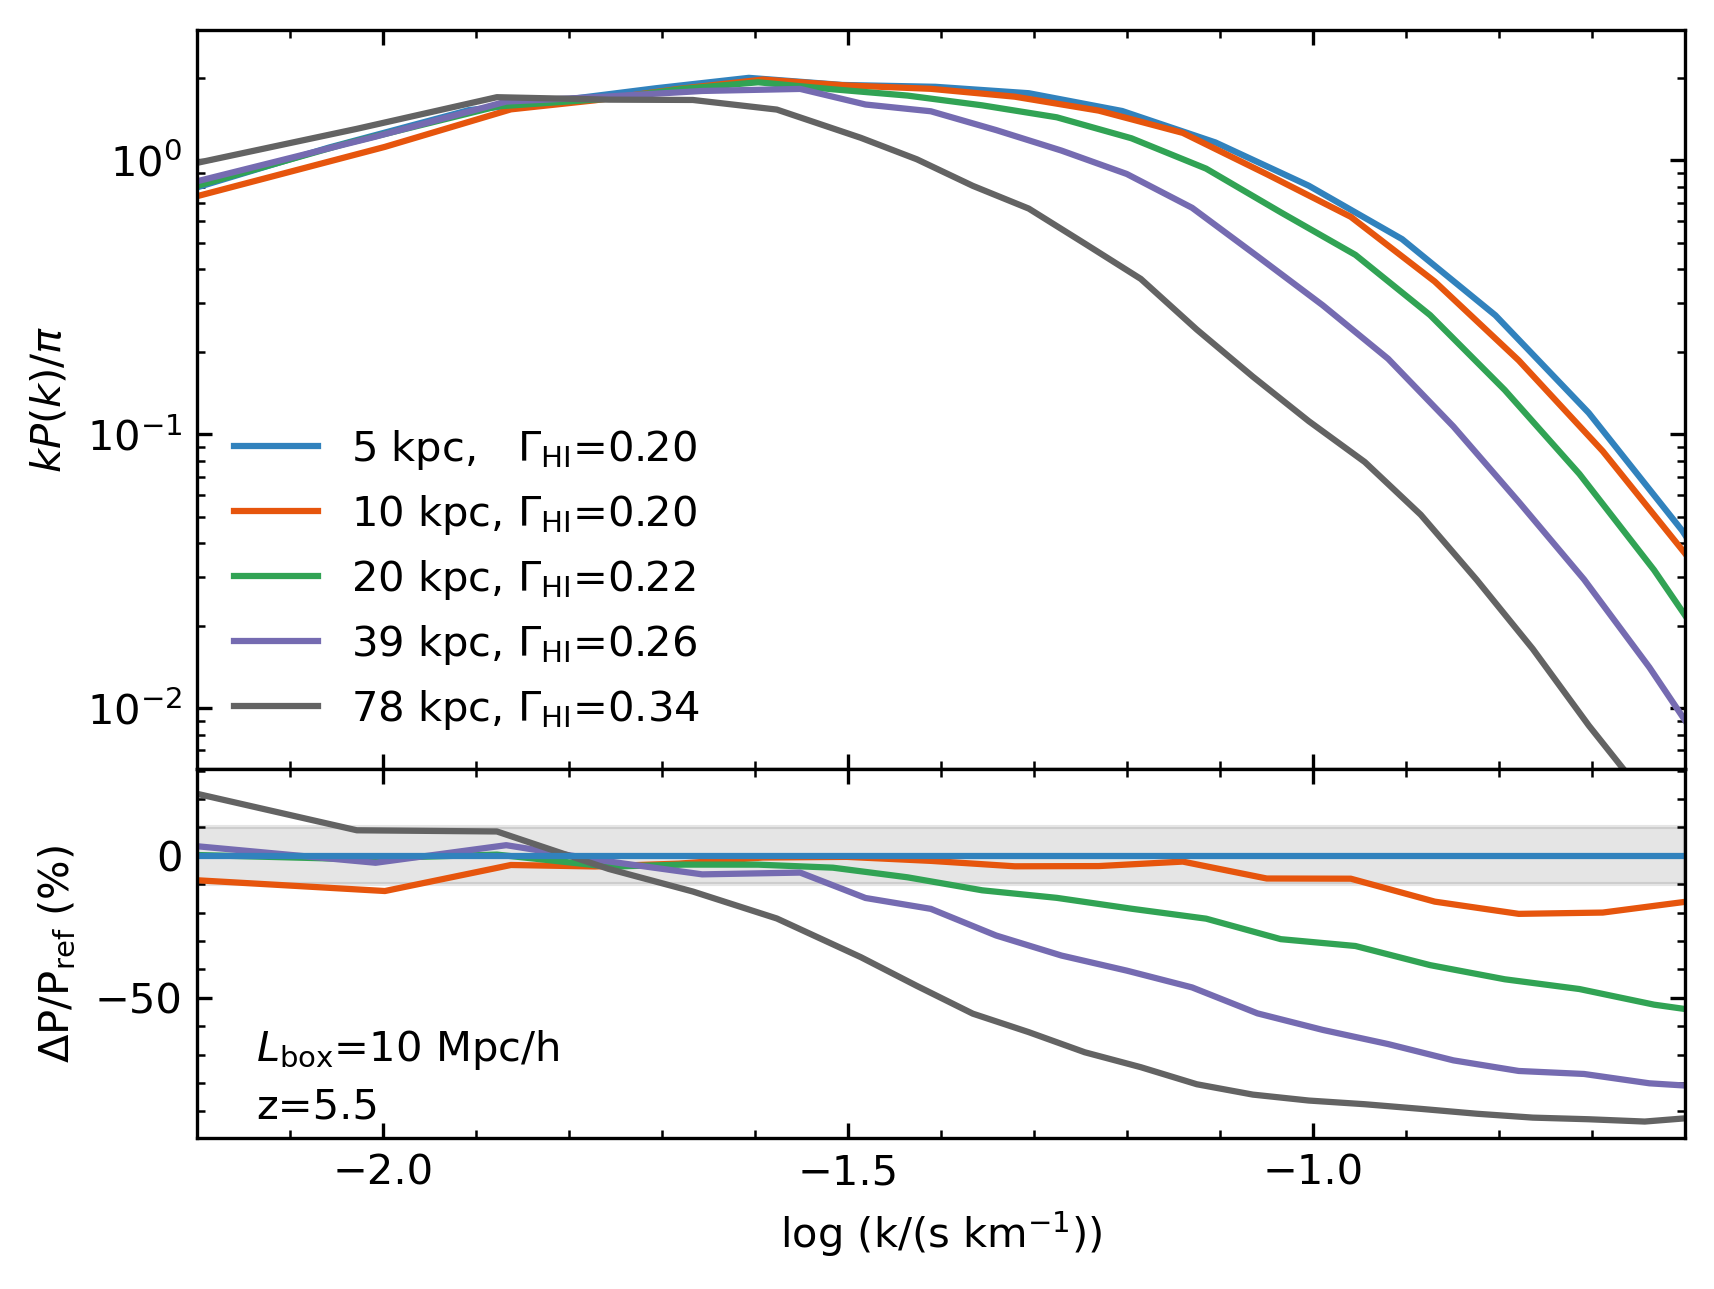 10⁰
10⁻¹
10⁻²
kP(k)/π
5 kpc, Γ_HI=0.20
10 kpc, Γ_HI=0.20
20 kpc, Γ_HI=0.22
39 kpc, Γ_HI=0.26
78 kpc, Γ_HI=0.34
0
−50
ΔP/P_ref (%)
L_box=10 Mpc/h
z=5.5
−2.0 −1.5 −1.0
log (k/(s km⁻¹))